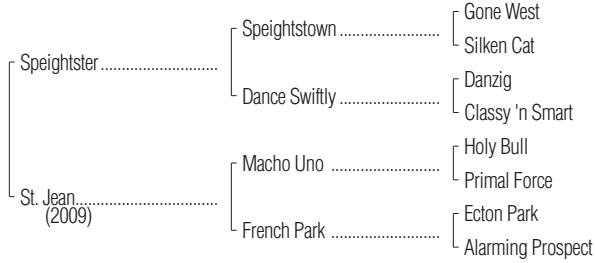 Gone West
Speightstown
Silken Cat
Speightster
Danzig
Dance Swiftly
Classy 'n Smart
Holy Bull
Macho Uno
Primal Force
St. Jean
(2009)
Ecton Park
French Park
Alarming Prospect